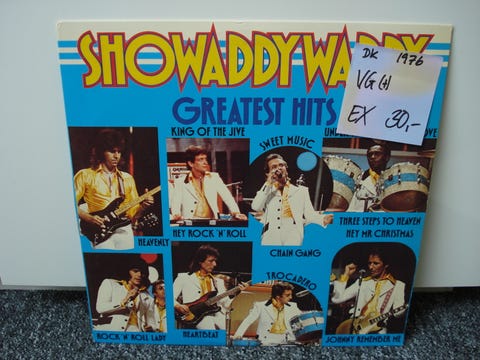 SHOWADDYWADDY
GREATEST HITS
DK 1976
VG (+)
EX 30,-
KING OF THE JIVE
SWEET MUSIC
HEY ROCK 'N' ROLL
THREE STEPS TO HEAVEN
HEY MR CHRISTMAS
HEAVENLY
CHAIN GANG
TROCADERO
ROCK 'N' ROLL LADY
HEARTBEAT
JOHNNY REMEMBER ME